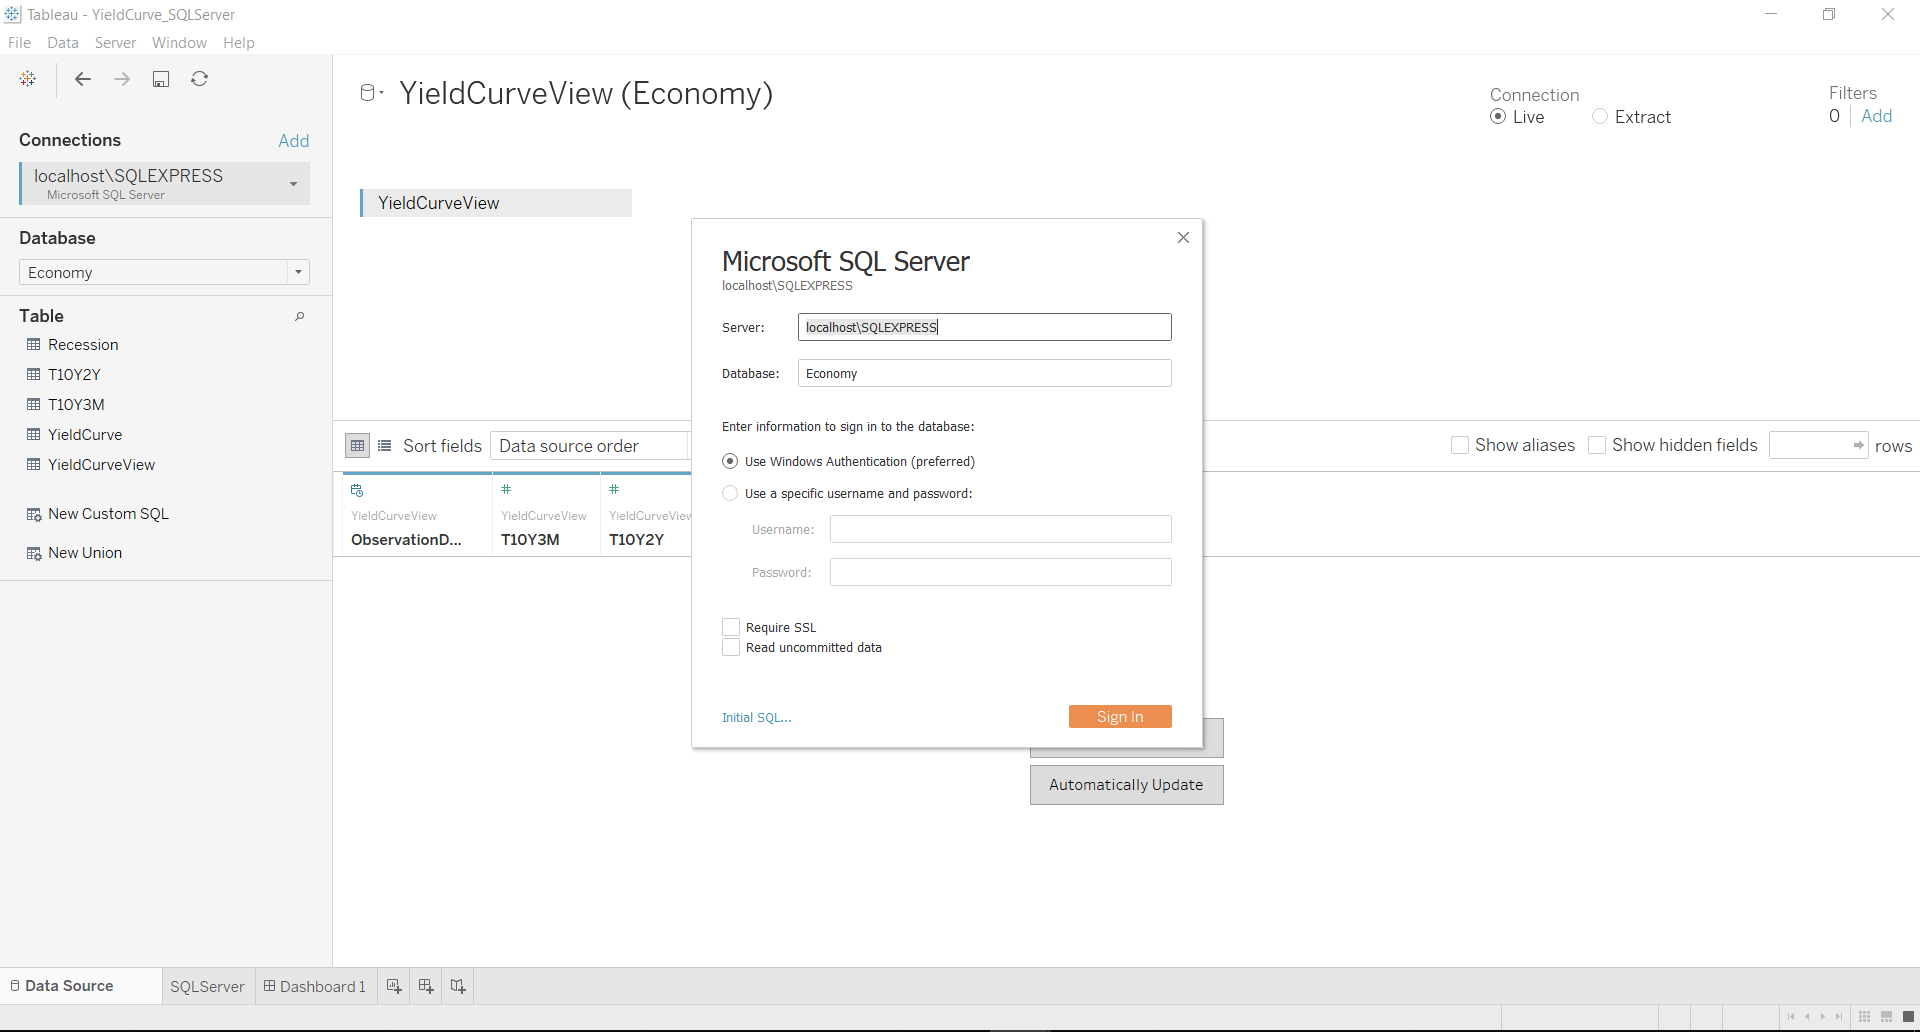 Tableau - YieldCurve_SQLServer
File Data Server Window Help
Connections Add
localhost\SQLEXPRESS
Microsoft SQL Server
Database
Economy
Table
Recession
T10Y2Y
T10Y3M
YieldCurve
YieldCurveView
New Custom SQL
New Union
YieldCurveView (Economy)
Connection
Live Extract
Filters
0 Add
YieldCurveView
Sort fields Data source order
Show aliases Show hidden fields rows
YieldCurveView YieldCurveView YieldCurveView
ObservationD... T10Y3M T10Y2Y
Microsoft SQL Server
localhost\SQLEXPRESS
Server: localhost\SQLEXPRESS
Database: Economy
Enter information to sign in to the database:
Use Windows Authentication (preferred)
Use a specific username and password:
Username:
Password:
Require SSL
Read uncommitted data
Initial SQL... Sign In
Automatically Update
Data Source SQLServer Dashboard 1